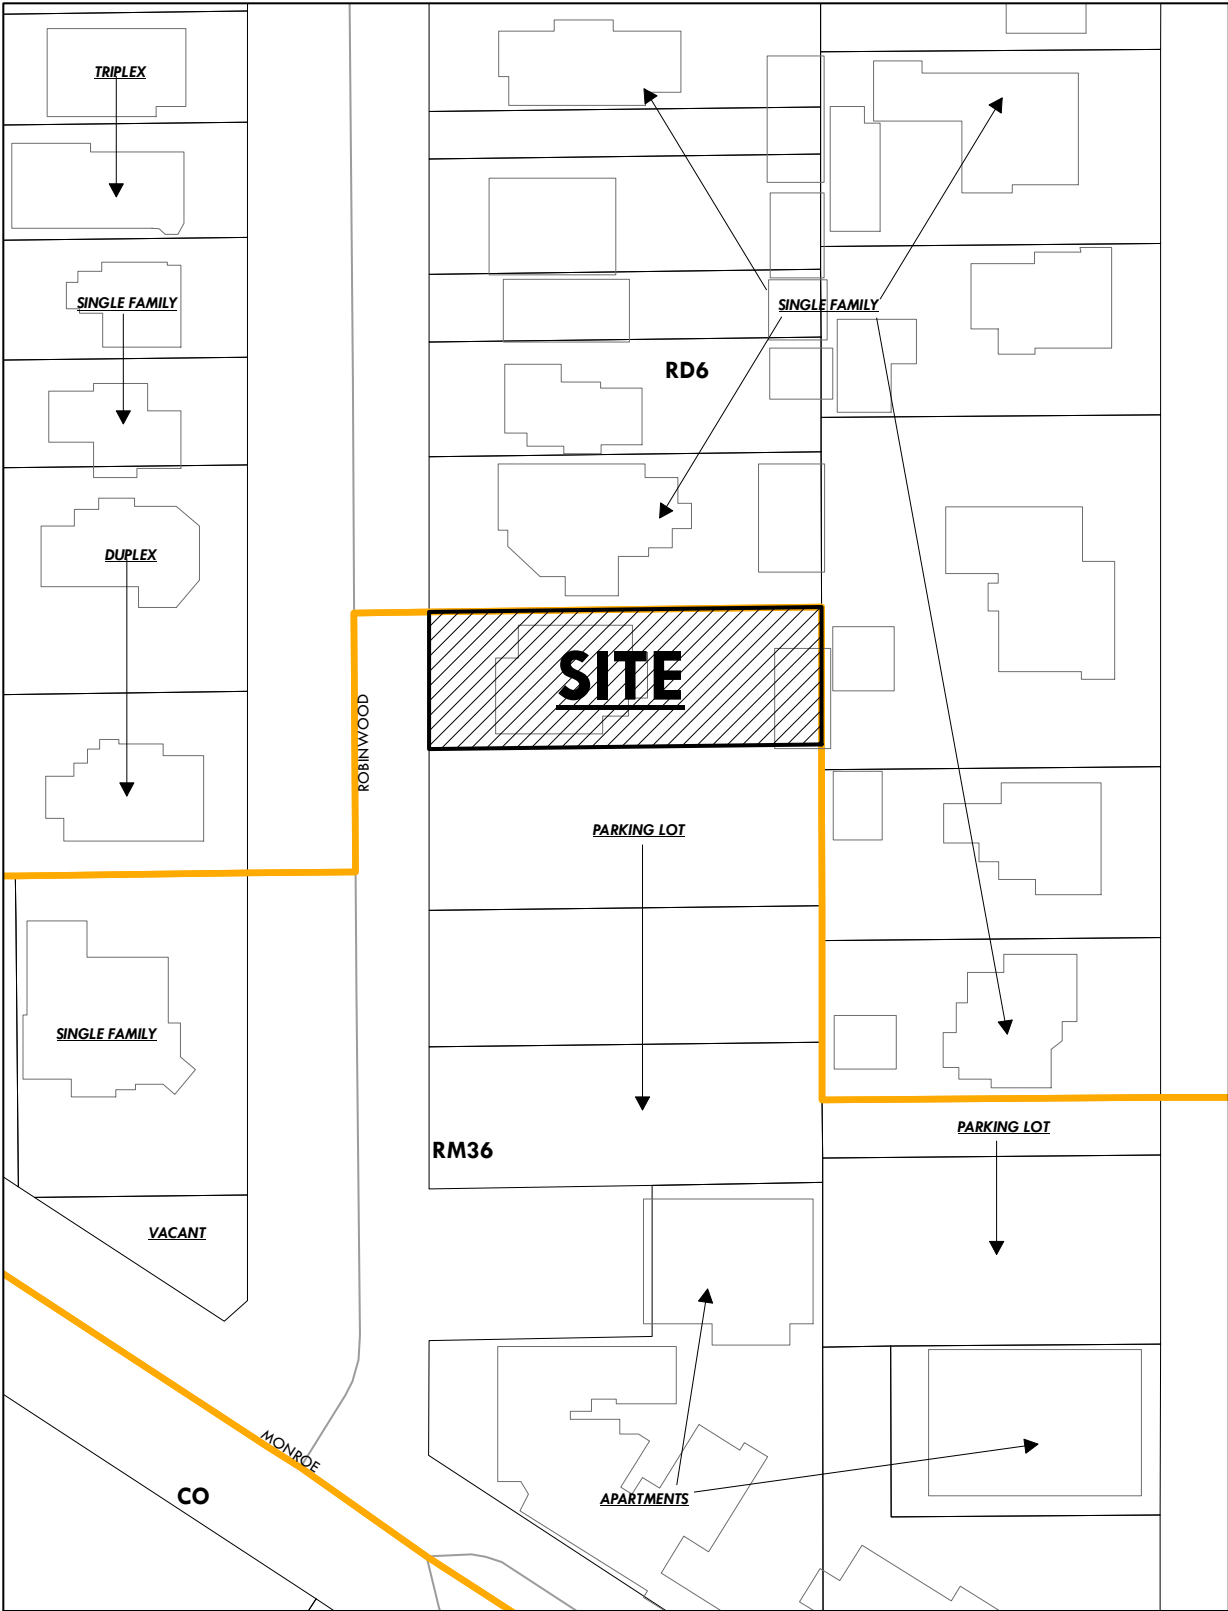 TRIPLEX
SINGLE FAMILY
SINGLE FAMILY
RD6
DUPLEX
SITE
ROBINWOOD
PARKING LOT
SINGLE FAMILY
PARKING LOT
RM36
VACANT
MONROE
CO
APARTMENTS